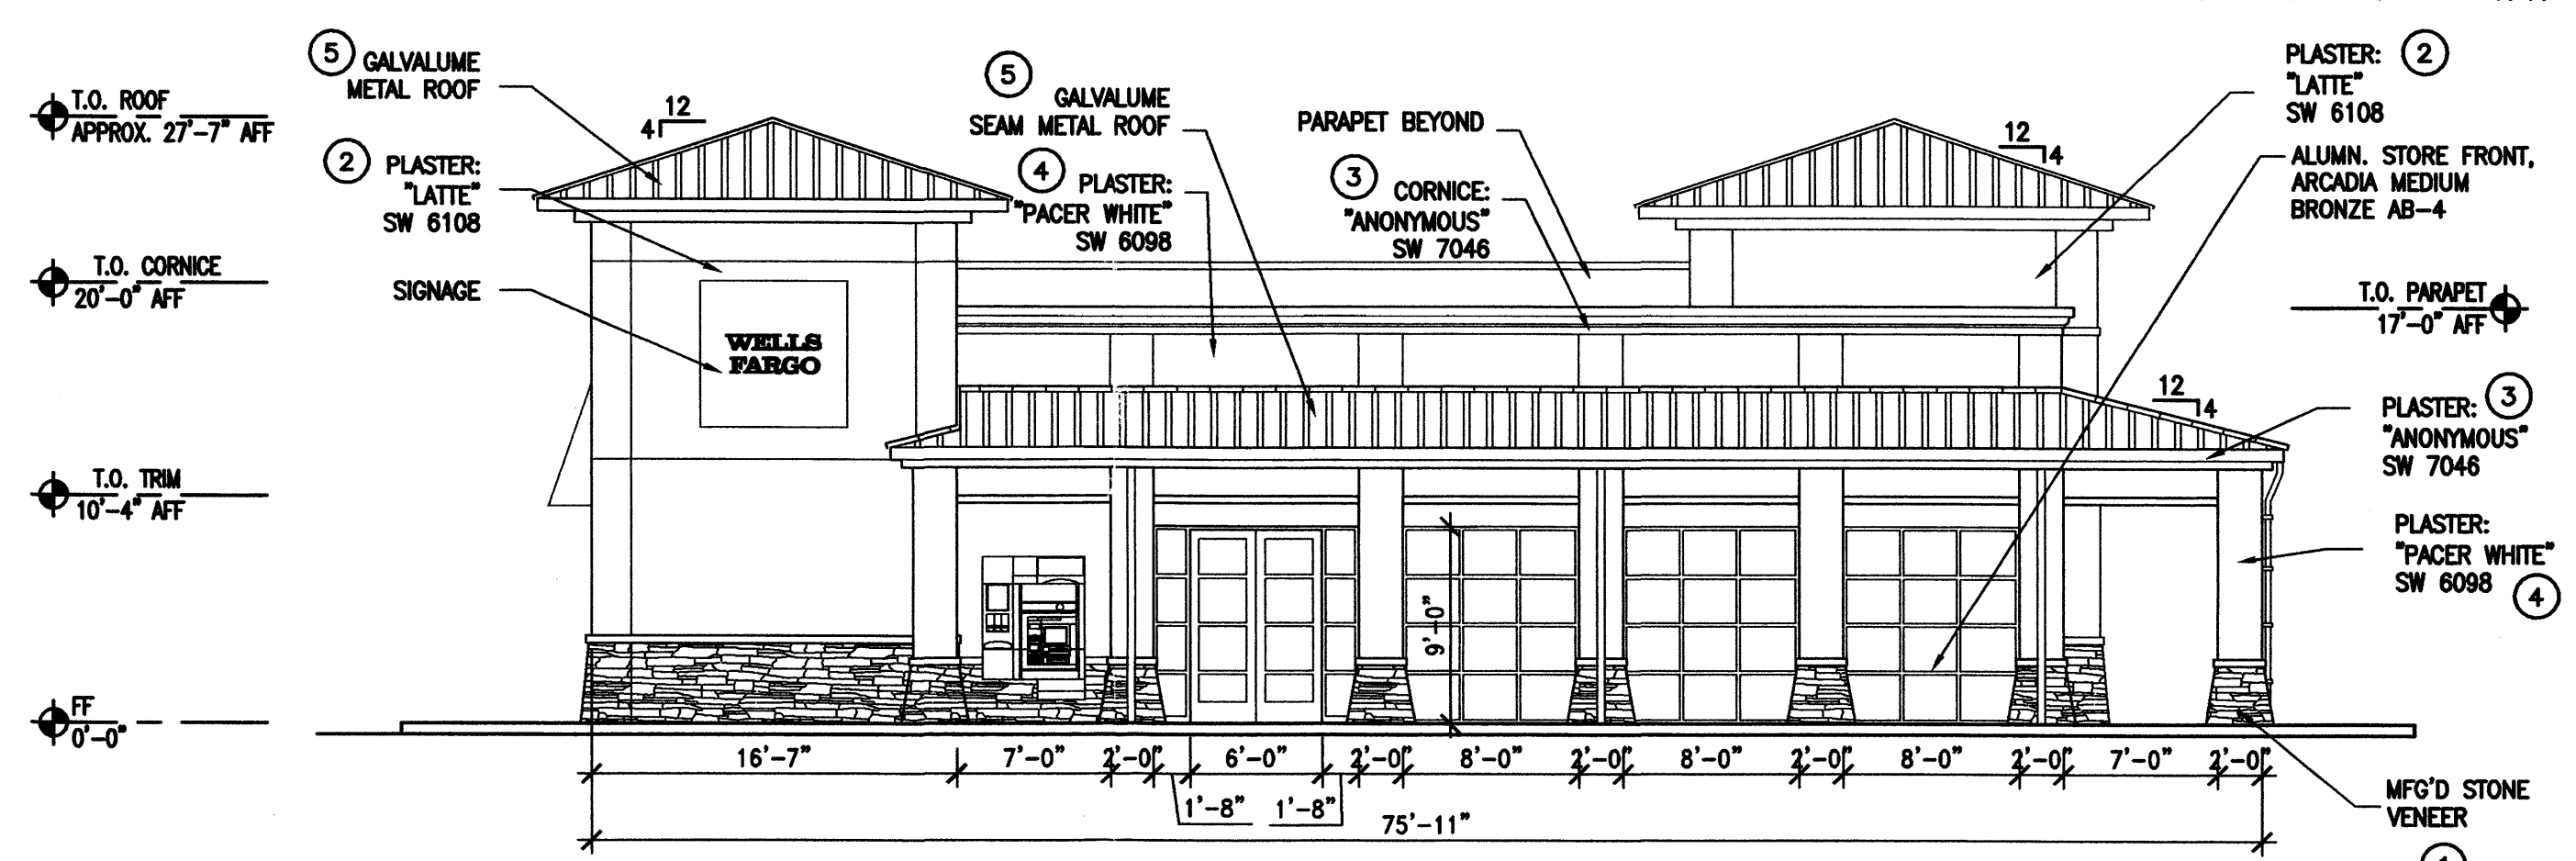 5 GALVALUME
METAL ROOF
T.O. ROOF
APPROX. 27'-7" AFF
12
4
2 PLASTER:
"LATTE"
SW 6108
T.O. CORNICE
20'-0" AFF
SIGNAGE
WELLS
FARGO
T.O. TRIM
10'-4" AFF
FF
0'-0"
5 GALVALUME
SEAM METAL ROOF
4 PLASTER:
"PACER WHITE"
SW 6098
PARAPET BEYOND
3 CORNICE:
"ANONYMOUS"
SW 7046
12
4
PLASTER: 2
"LATTE"
SW 6108
ALUMN. STORE FRONT,
ARCADIA MEDIUM
BRONZE AB-4
T.O. PARAPET
17'-0" AFF
12
4
PLASTER: 3
"ANONYMOUS"
SW 7046
PLASTER:
"PACER WHITE"
SW 6098 4
9'-0"
16'-7" 7'-0" 2'-0" 6'-0" 2'-0" 8'-0" 2'-0" 8'-0" 2'-0" 8'-0" 2'-0" 7'-0" 2'-0"
1'-8" 1'-8"
75'-11"
MFG'D STONE
VENEER